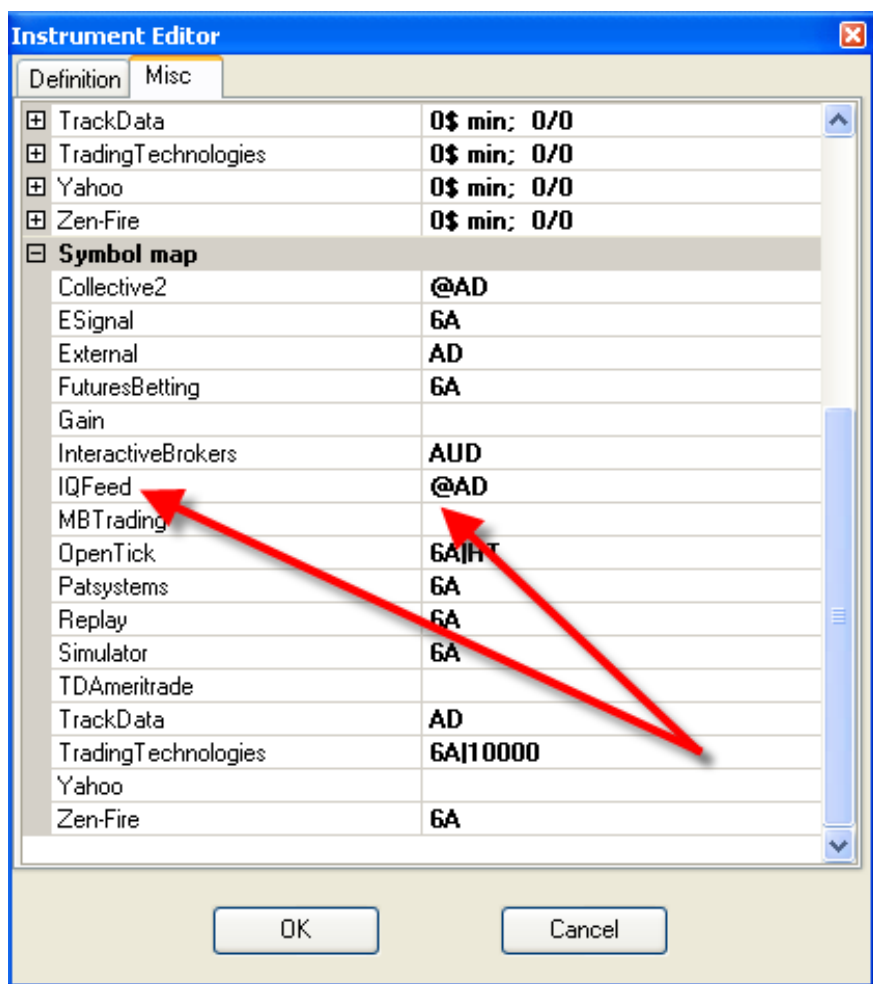 Instrument Editor
Definition Misc
TrackData 0$ min; 0/0
TradingTechnologies 0$ min; 0/0
Yahoo 0$ min; 0/0
Zen-Fire 0$ min; 0/0
Symbol map
Collective2 @AD
ESignal 6A
External AD
FuturesBetting 6A
Gain
InteractiveBrokers AUD
IQFeed @AD
MBTrading
OpenTick 6A|HT
Patsystems 6A
Replay 6A
Simulator 6A
TDAmeritrade
TrackData AD
TradingTechnologies 6A|10000
Yahoo
Zen-Fire 6A
OK Cancel